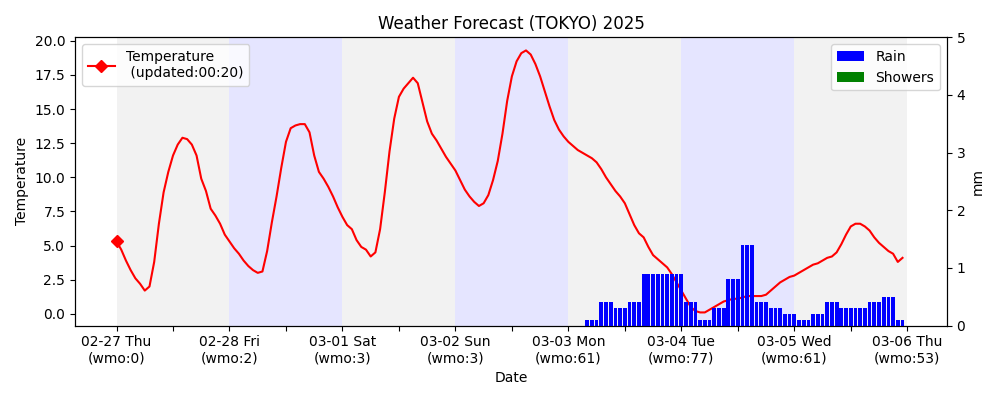 Weather Forecast (TOKYO) 2025
Temperature
(updated:00:20)
Rain
Showers
20.0
17.5
15.0
12.5
10.0
7.5
5.0
2.5
0.0
Temperature
5
4
3
2
1
0
mm
02-27 Thu
(wmo:0)
02-28 Fri
(wmo:2)
03-01 Sat
(wmo:3)
03-02 Sun
(wmo:3)
03-03 Mon
(wmo:61)
03-04 Tue
(wmo:77)
03-05 Wed
(wmo:61)
03-06 Thu
(wmo:53)
Date